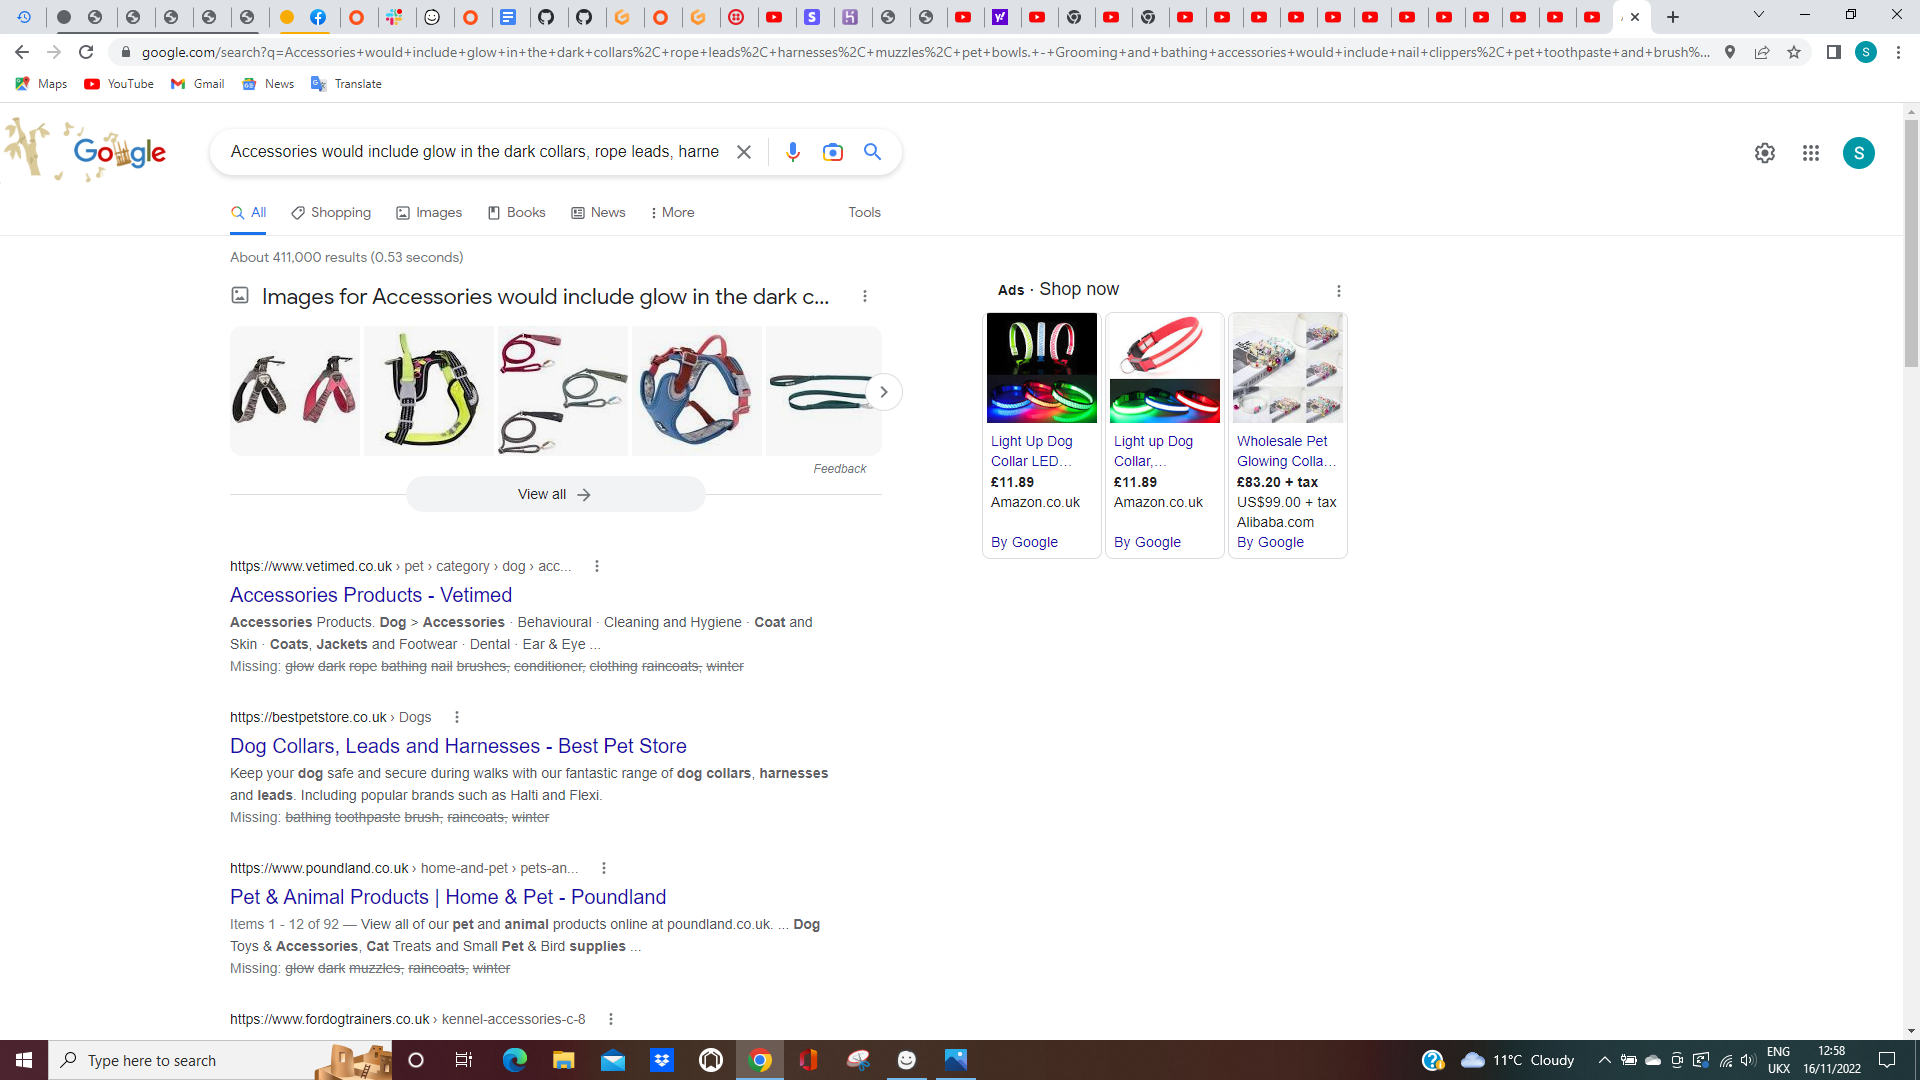 google.com/search?q=Accessories+would+include+glow+in+the+dark+collars%2C+rope+leads%2C+harnesses%2C+muzzles%2C+pet+bowls.+-+Grooming+and+bathing+accessories+would+include+nail+clippers%2C+pet+toothpaste+and+brush%...
S
Maps
YouTube
Gmail
News
Translate
Google
Accessories would include glow in the dark collars, rope leads, harne
S
All
Shopping
Images
Books
News
More
Tools
About 411,000 results (0.53 seconds)
Images for Accessories would include glow in the dark c...
Feedback
View all
Ads · Shop now
Light Up Dog
Collar LED...
£11.89
Amazon.co.uk
By Google
Light up Dog
Collar,...
£11.89
Amazon.co.uk
By Google
Wholesale Pet
Glowing Colla...
£83.20 + tax
US$99.00 + tax
Alibaba.com
By Google
https://www.vetimed.co.uk › pet › category › dog › acc...
Accessories Products - Vetimed
Accessories Products. Dog > Accessories · Behavioural · Cleaning and Hygiene · Coat and
Skin · Coats, Jackets and Footwear · Dental · Ear & Eye ...
Missing: glow dark rope bathing nail brushes, conditioner, clothing raincoats, winter
https://bestpetstore.co.uk › Dogs
Dog Collars, Leads and Harnesses - Best Pet Store
Keep your dog safe and secure during walks with our fantastic range of dog collars, harnesses
and leads. Including popular brands such as Halti and Flexi.
Missing: bathing toothpaste brush, raincoats, winter
https://www.poundland.co.uk › home-and-pet › pets-an...
Pet & Animal Products | Home & Pet - Poundland
Items 1 - 12 of 92 — View all of our pet and animal products online at poundland.co.uk. ... Dog
Toys & Accessories, Cat Treats and Small Pet & Bird supplies ...
Missing: glow dark muzzles, raincoats, winter
https://www.fordogtrainers.co.uk › kennel-accessories-c-8
Type here to search
11°C Cloudy
ENG
UKX
12:58
16/11/2022